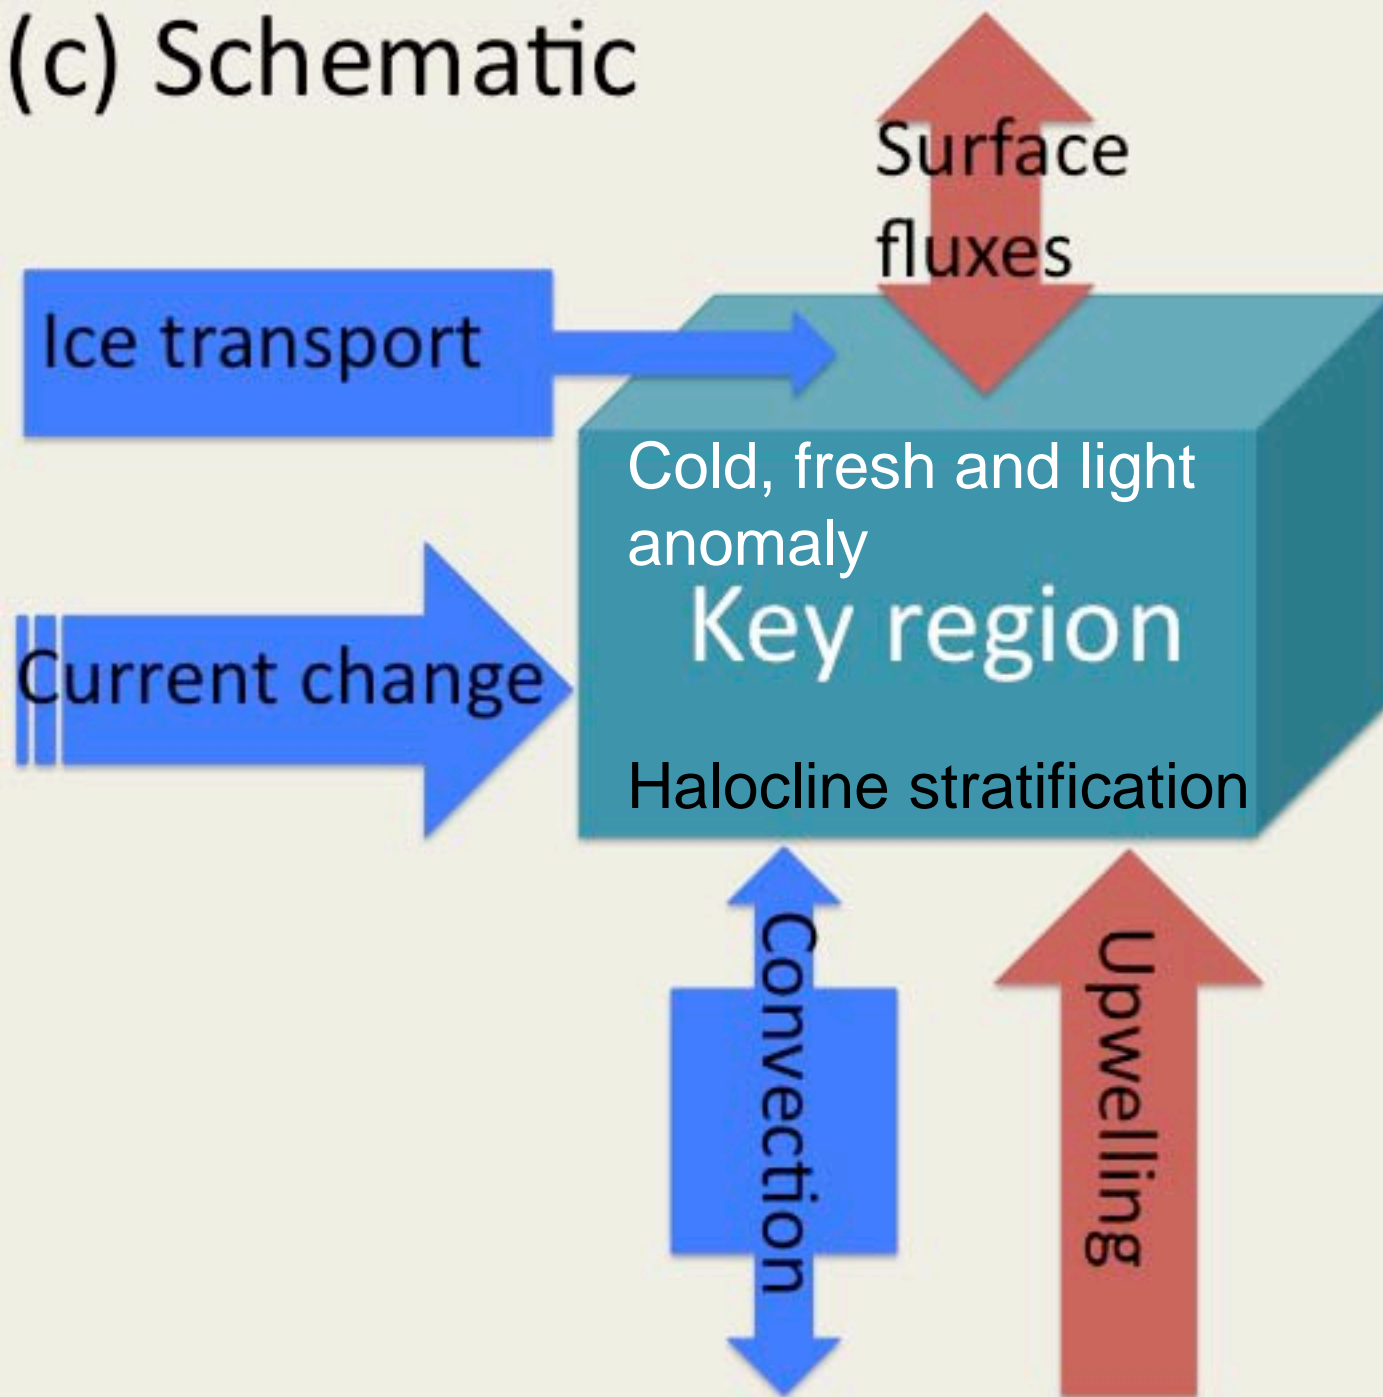 (c) Schematic
Surface
fluxes
Ice transport
Cold, fresh and light
anomaly
Key region
Current change
Halocline stratification
Convection
Upwelling